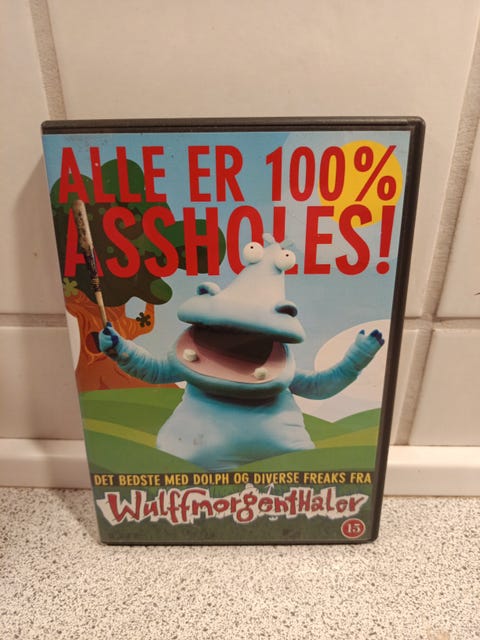 ALLE ER 100%
ASSHOLES!
DET BEDSTE MED DOLPH OG DIVERSE FREAKS FRA
Wulffmorgenthaler
15